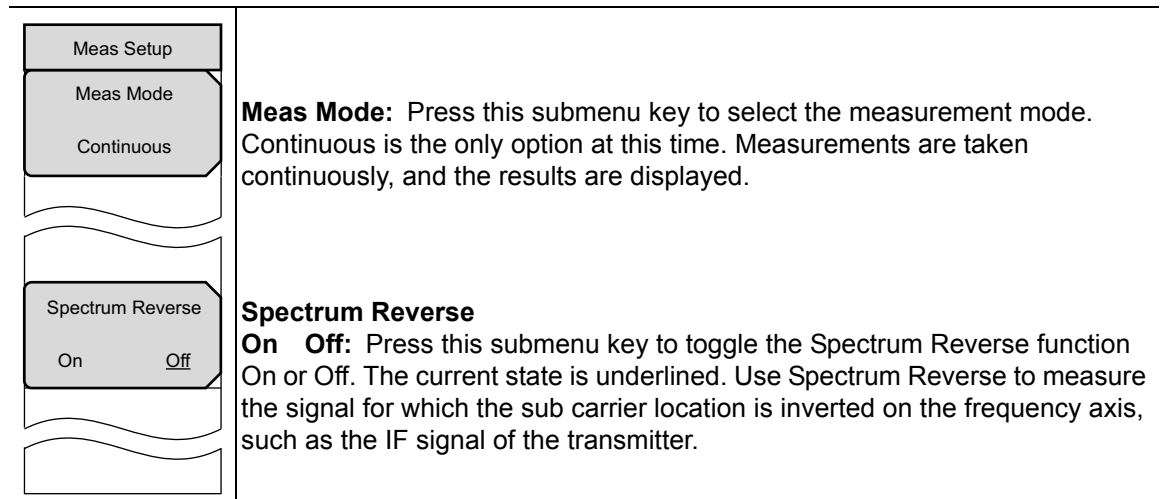 Meas Setup
Meas Mode
Continuous
Meas Mode: Press this submenu key to select the measurement mode.
Continuous is the only option at this time. Measurements are taken
continuously, and the results are displayed.
Spectrum Reverse
On Off
Spectrum Reverse
On Off: Press this submenu key to toggle the Spectrum Reverse function
On or Off. The current state is underlined. Use Spectrum Reverse to measure
the signal for which the sub carrier location is inverted on the frequency axis,
such as the IF signal of the transmitter.